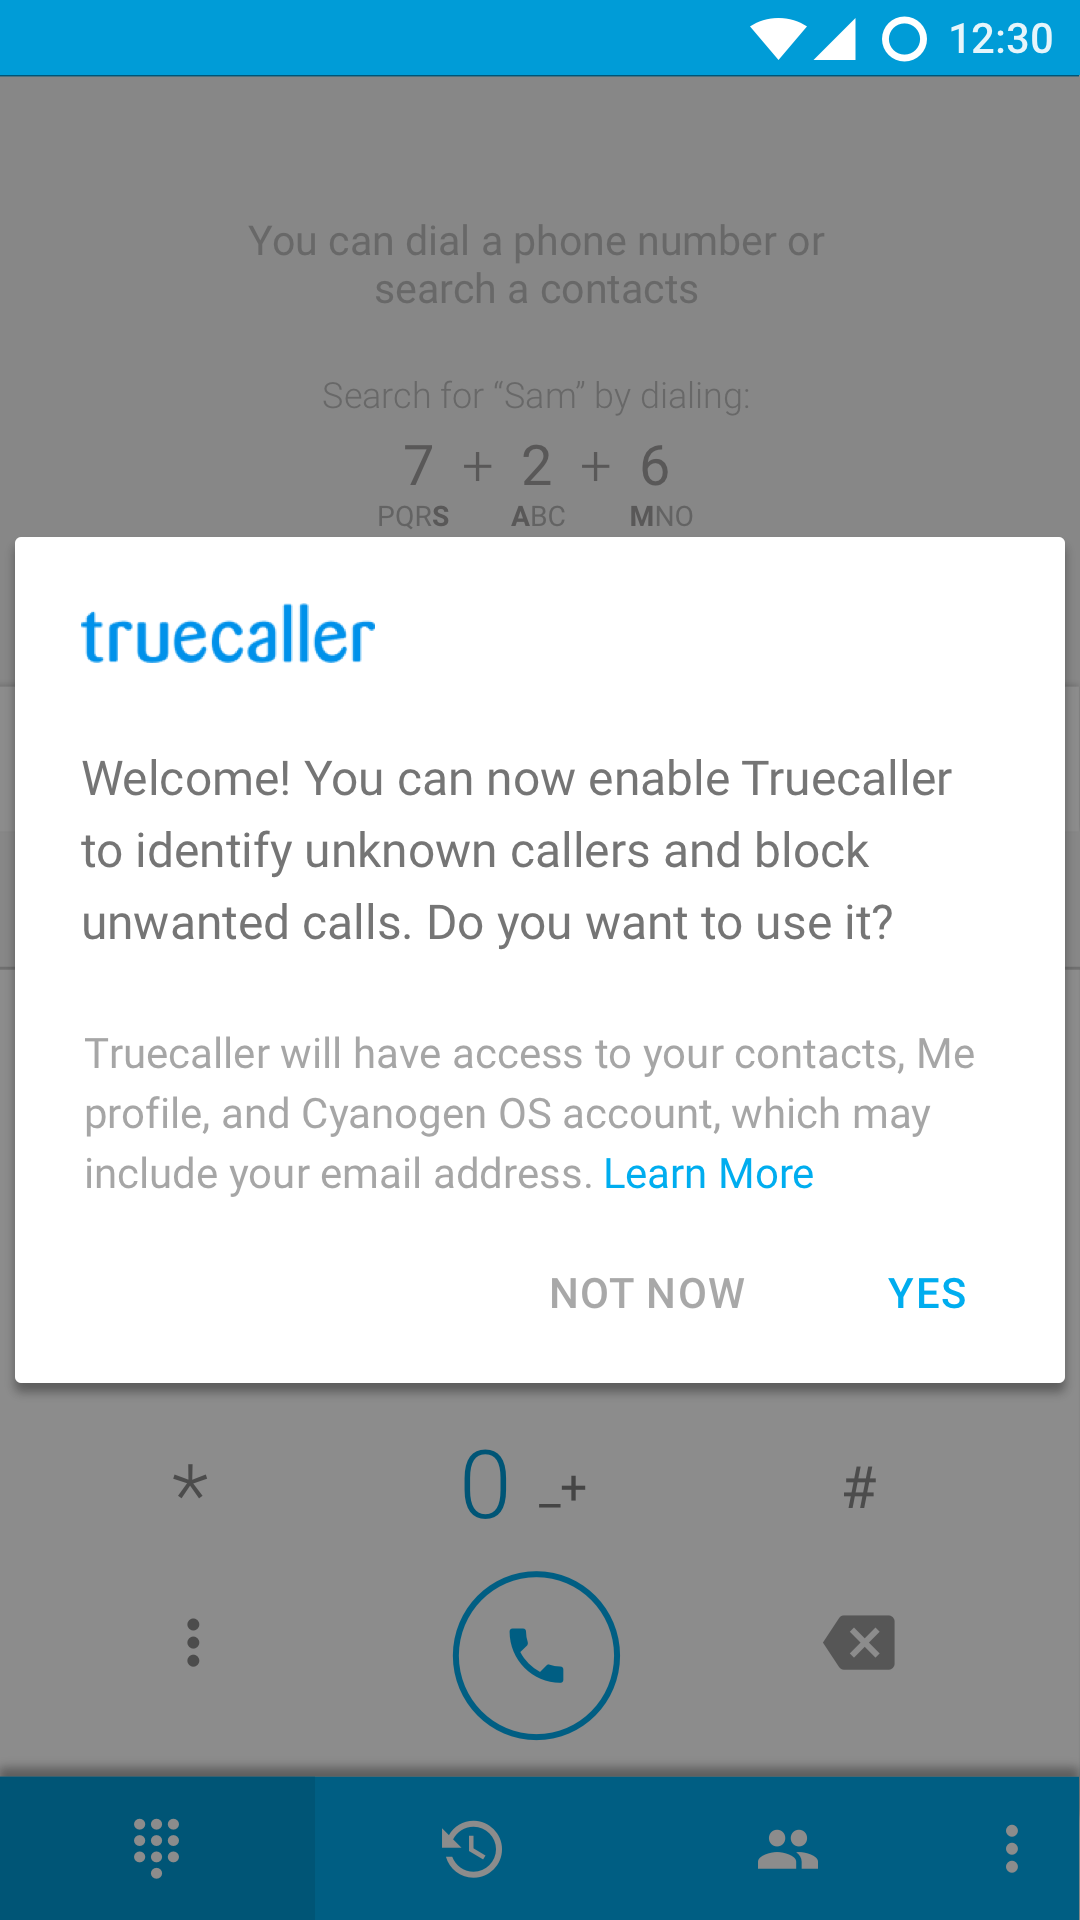 12:30
You can dial a phone number or
search a contacts
Search for “Sam” by dialing:
7 + 2 + 6
PQRS ABC MNO
truecaller
Welcome! You can now enable Truecaller
to identify unknown callers and block
unwanted calls. Do you want to use it?
Truecaller will have access to your contacts, Me
profile, and Cyanogen OS account, which may
include your email address. Learn More
NOT NOW YES
* 0 _+ #